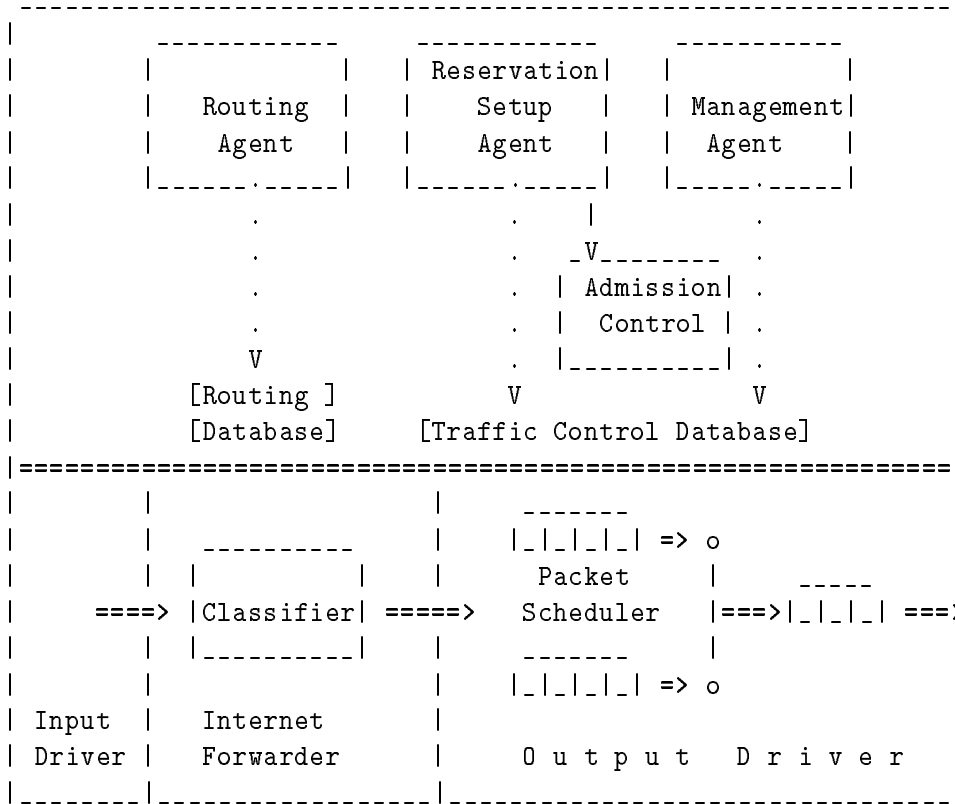 Reservation
Routing Setup Management
Agent Agent Agent
V
Admission
Control
V
[Routing ] V V
[Database] [Traffic Control Database]
=> o
Packet
====> Classifier =====> Scheduler ===> ===>
=> o
Input Internet
Driver Forwarder O u t p u t D r i v e r